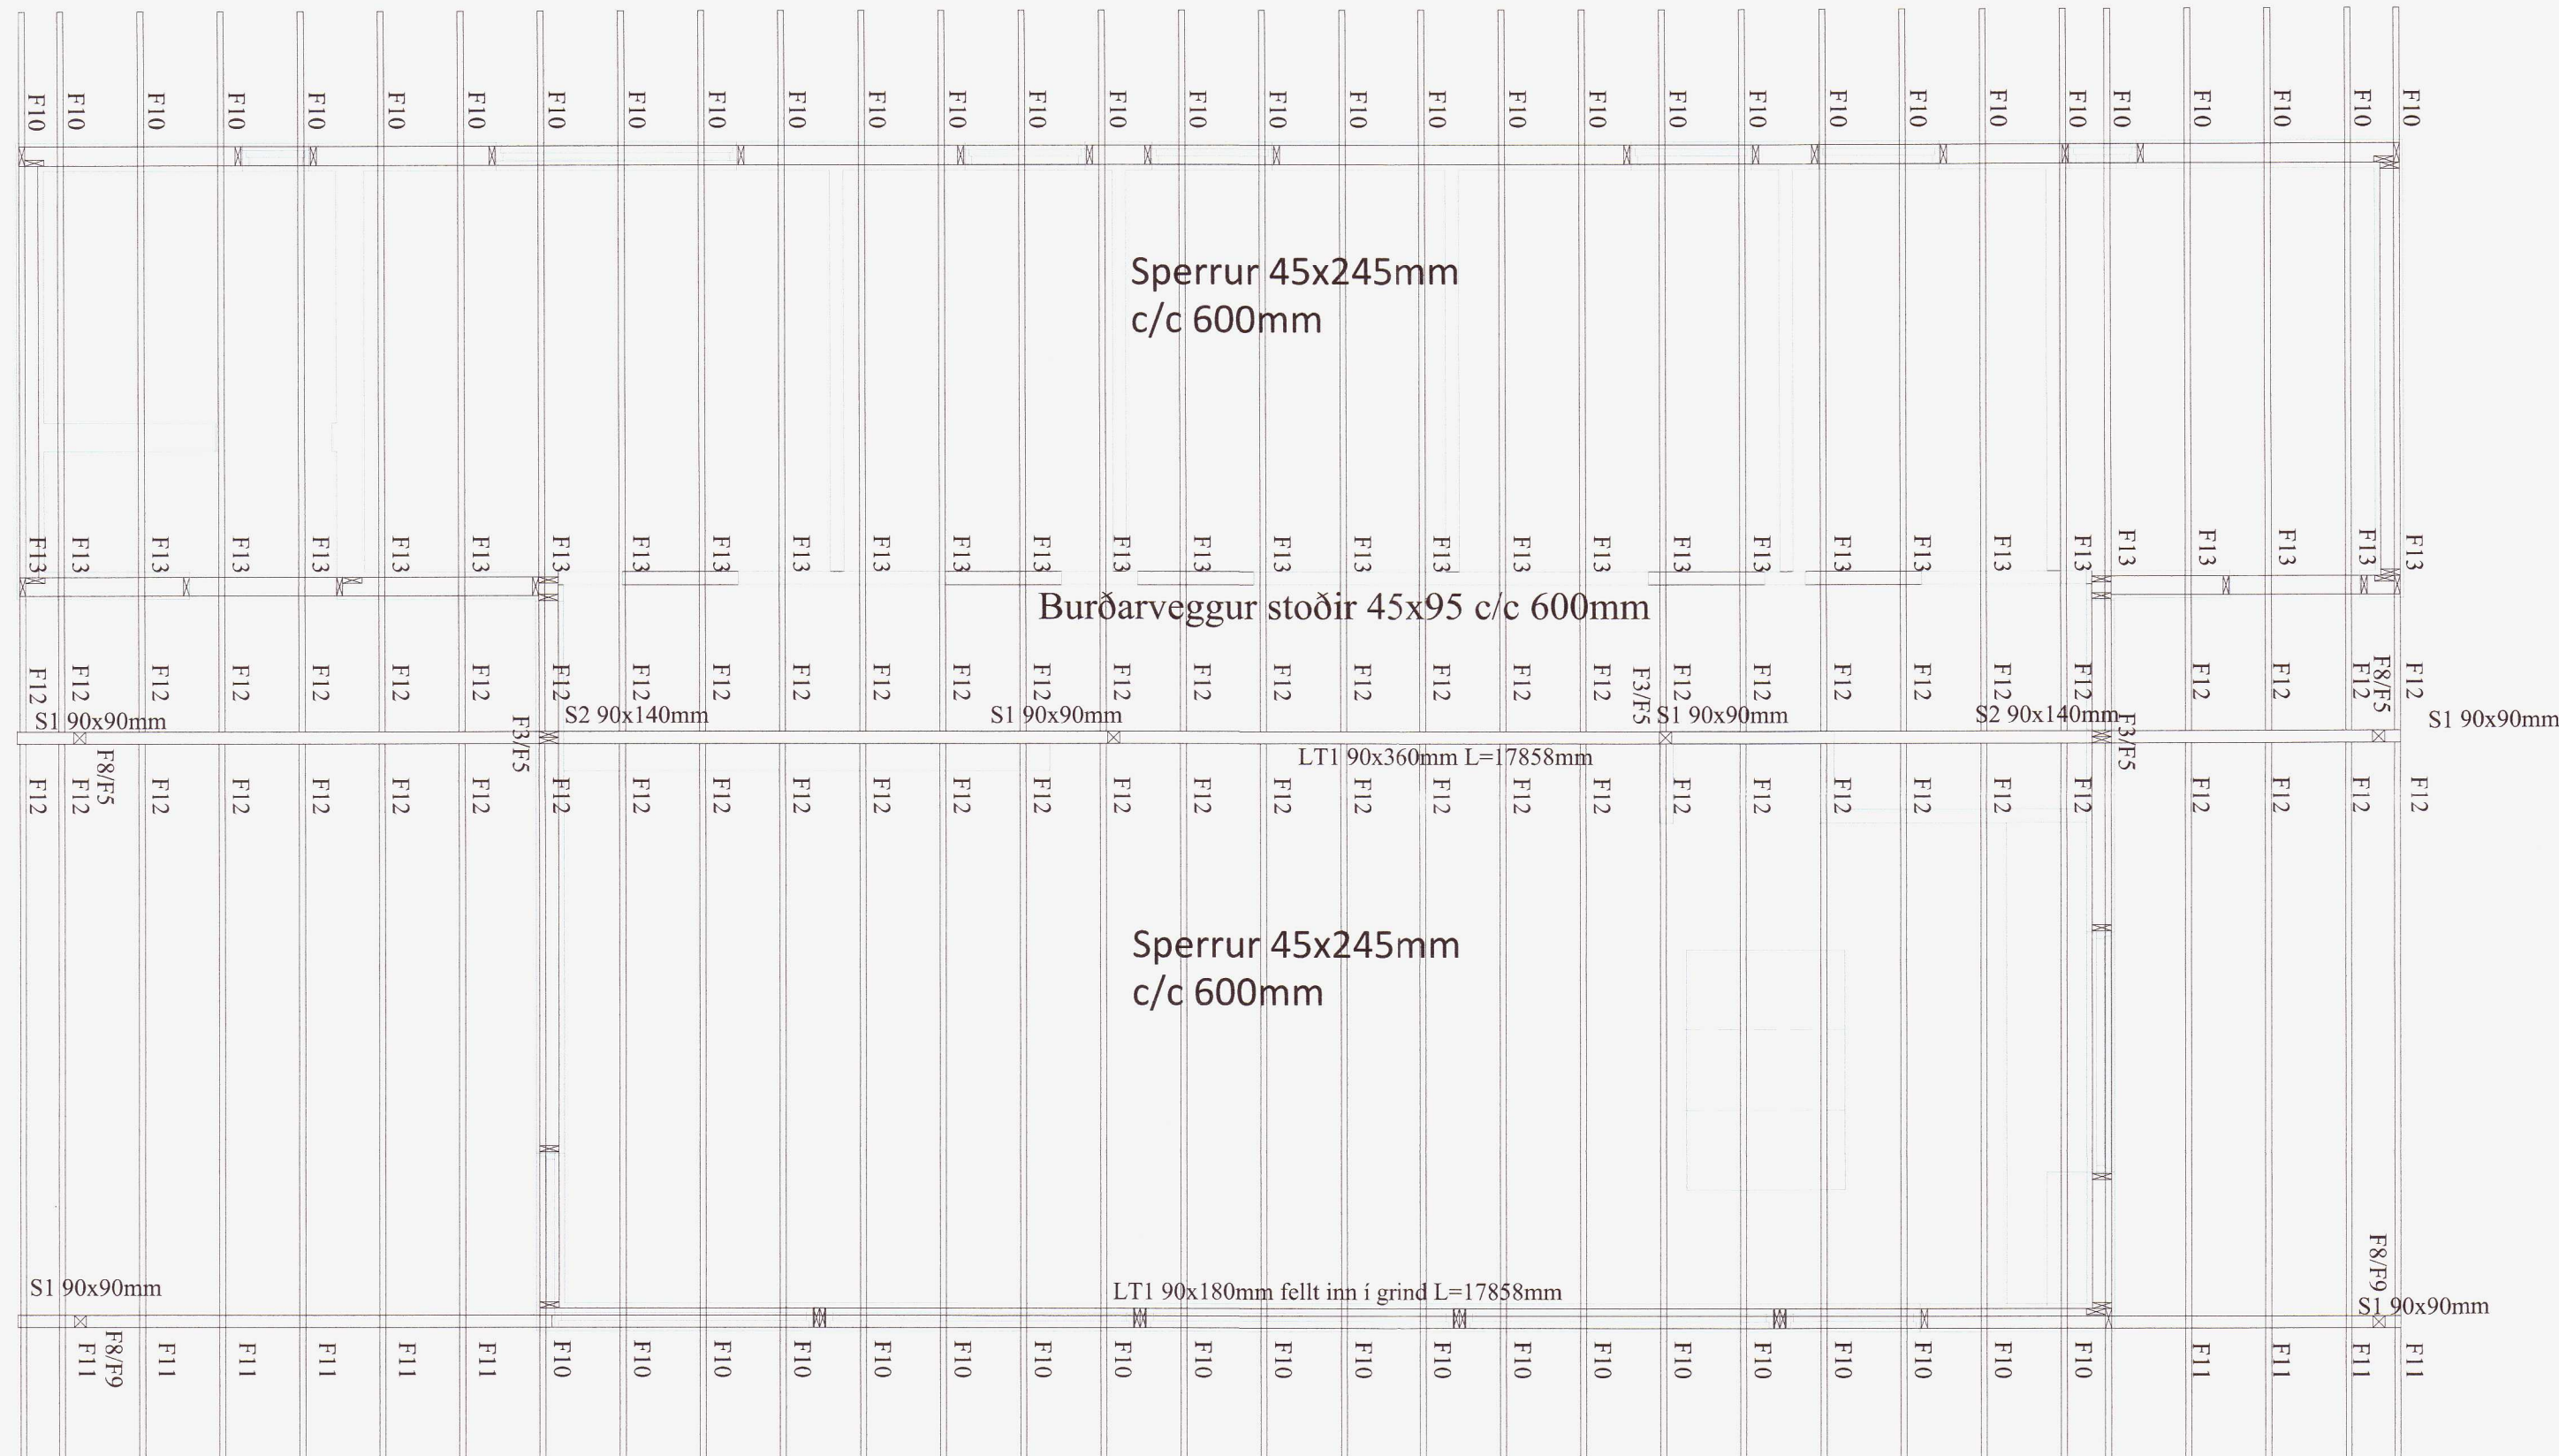 F10 F10 F10 F10 F10 F10 F10 F10 F10 F10 F10 F10 F10 F10 F10 F10 F10 F10 F10 F10 F10 F10 F10 F10 F10 F10 F10 F10 F10 F10 F10 F10
Sperrur 45x245mm
c/c 600mm
F13 F13 F13 F13 F13 F13 F13 F13 F13 F13 F13 F13 F13 F13 F13 F13 F13 F13 F13 F13 F13 F13 F13 F13 F13 F13 F13 F13 F13 F13 F13 F13
Burðarveggur stoðir 45x95 c/c 600mm
F12 F12 F12 F12 F12 F12 F12 F12 F12 F12 F12 F12 F12 F12 F12 F12 F12 F12 F12 F12 F12 F3/F5 F12 F12 F12 F12 F12 F12 F12 F12 F12 F8/F5 F12
S1 90x90mm F3/F5 S2 90x140mm S1 90x90mm S1 90x90mm S2 90x140mm F3/F5 S1 90x90mm
LT1 90x360mm L=17858mm
F12 F12 F8/F5 F12 F12 F12 F12 F12 F12 F12 F12 F12 F12 F12 F12 F12 F12 F12 F12 F12 F12 F12 F12 F12 F12 F12 F12 F12 F12 F12 F12 F12
Sperrur 45x245mm
c/c 600mm
F8/F9
S1 90x90mm LT1 90x180mm fellt inn í grind L=17858mm S1 90x90mm
F11 F8/F9 F11 F11 F11 F11 F11 F10 F10 F10 F10 F10 F10 F10 F10 F10 F10 F10 F10 F10 F10 F10 F10 F10 F10 F10 F10 F11 F11 F11 F11